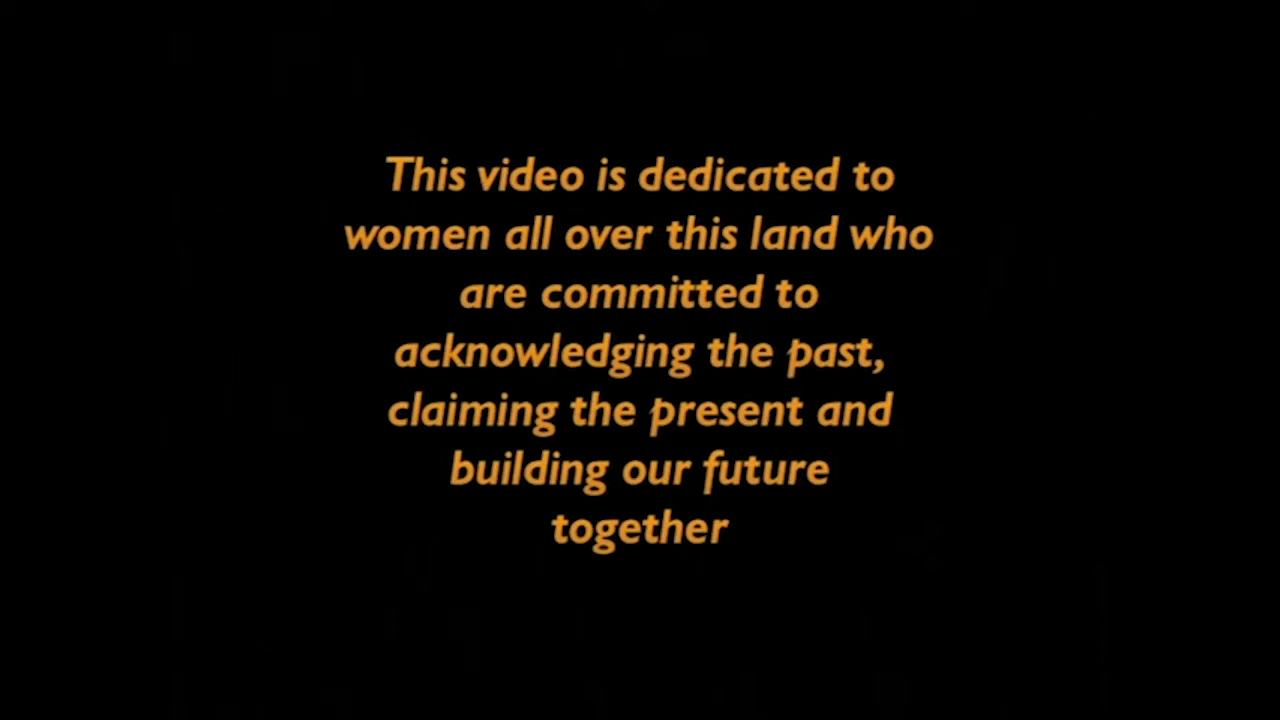 This video is dedicated to
women all over this land who
are committed to
acknowledging the past,
claiming the present and
building our future
together